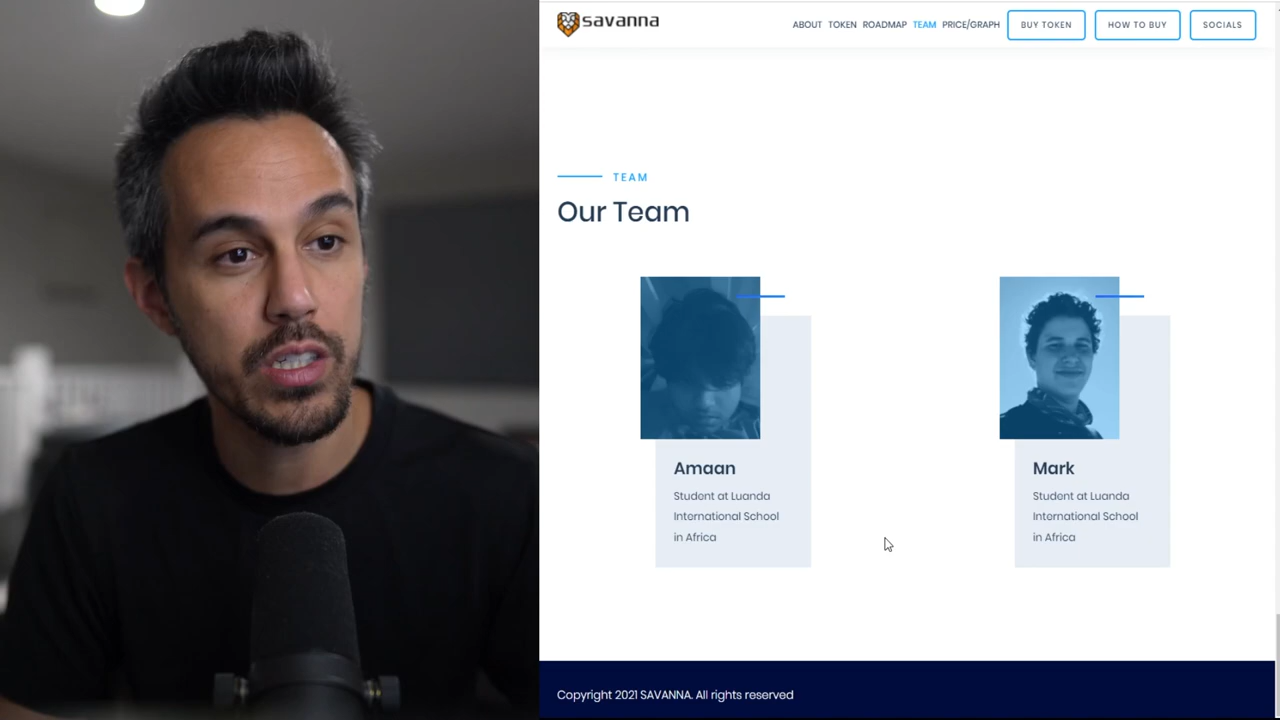 savanna
ABOUT TOKEN ROADMAP TEAM PRICE/GRAPH BUY TOKEN HOW TO BUY SOCIALS
TEAM
Our Team
Amaan
Student at Luanda
International School
in Africa
Mark
Student at Luanda
International School
in Africa
Copyright 2021 SAVANNA. All rights reserved